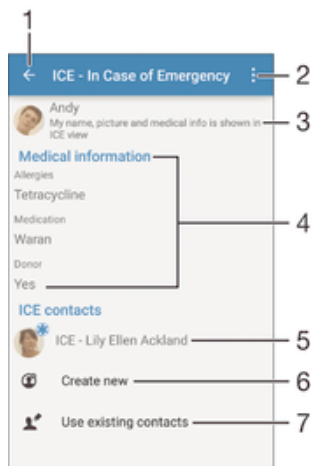 1
ICE - In Case of Emergency
2
Andy
My name, picture and medical info is shown in
ICE view
3
Medical information
Allergies
Tetracycline
Medication
Waran
4
Donor
Yes
ICE contacts
ICE - Lily Ellen Ackland
5
Create new
6
Use existing contacts
7